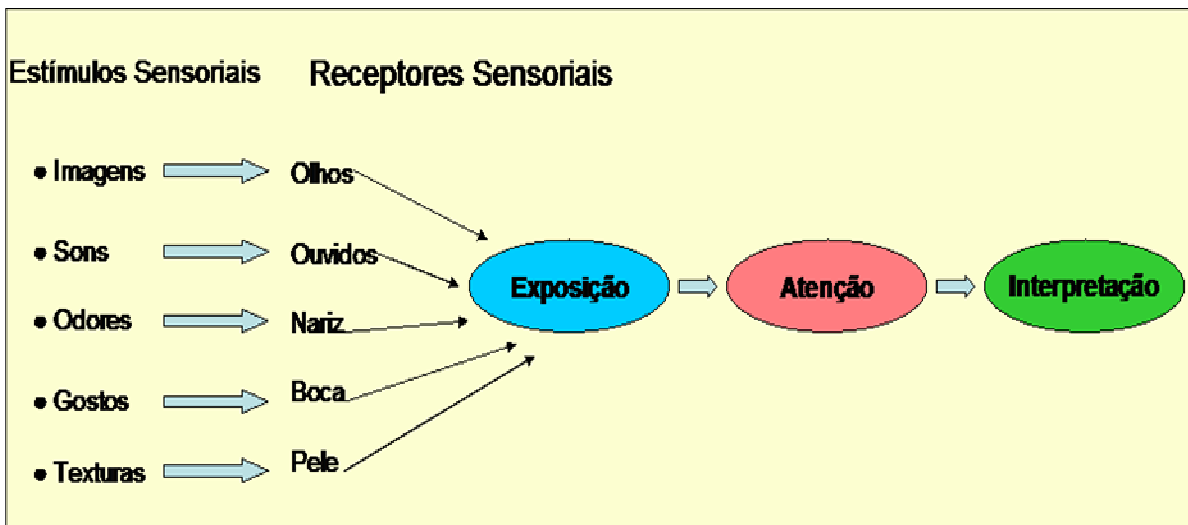 Estímulos Sensoriais Receptores Sensoriais
• Imagens Olhos
• Sons Ouvidos
Exposição Atenção Interpretação
• Odores Nariz
• Gostos Boca
• Texturas Pele